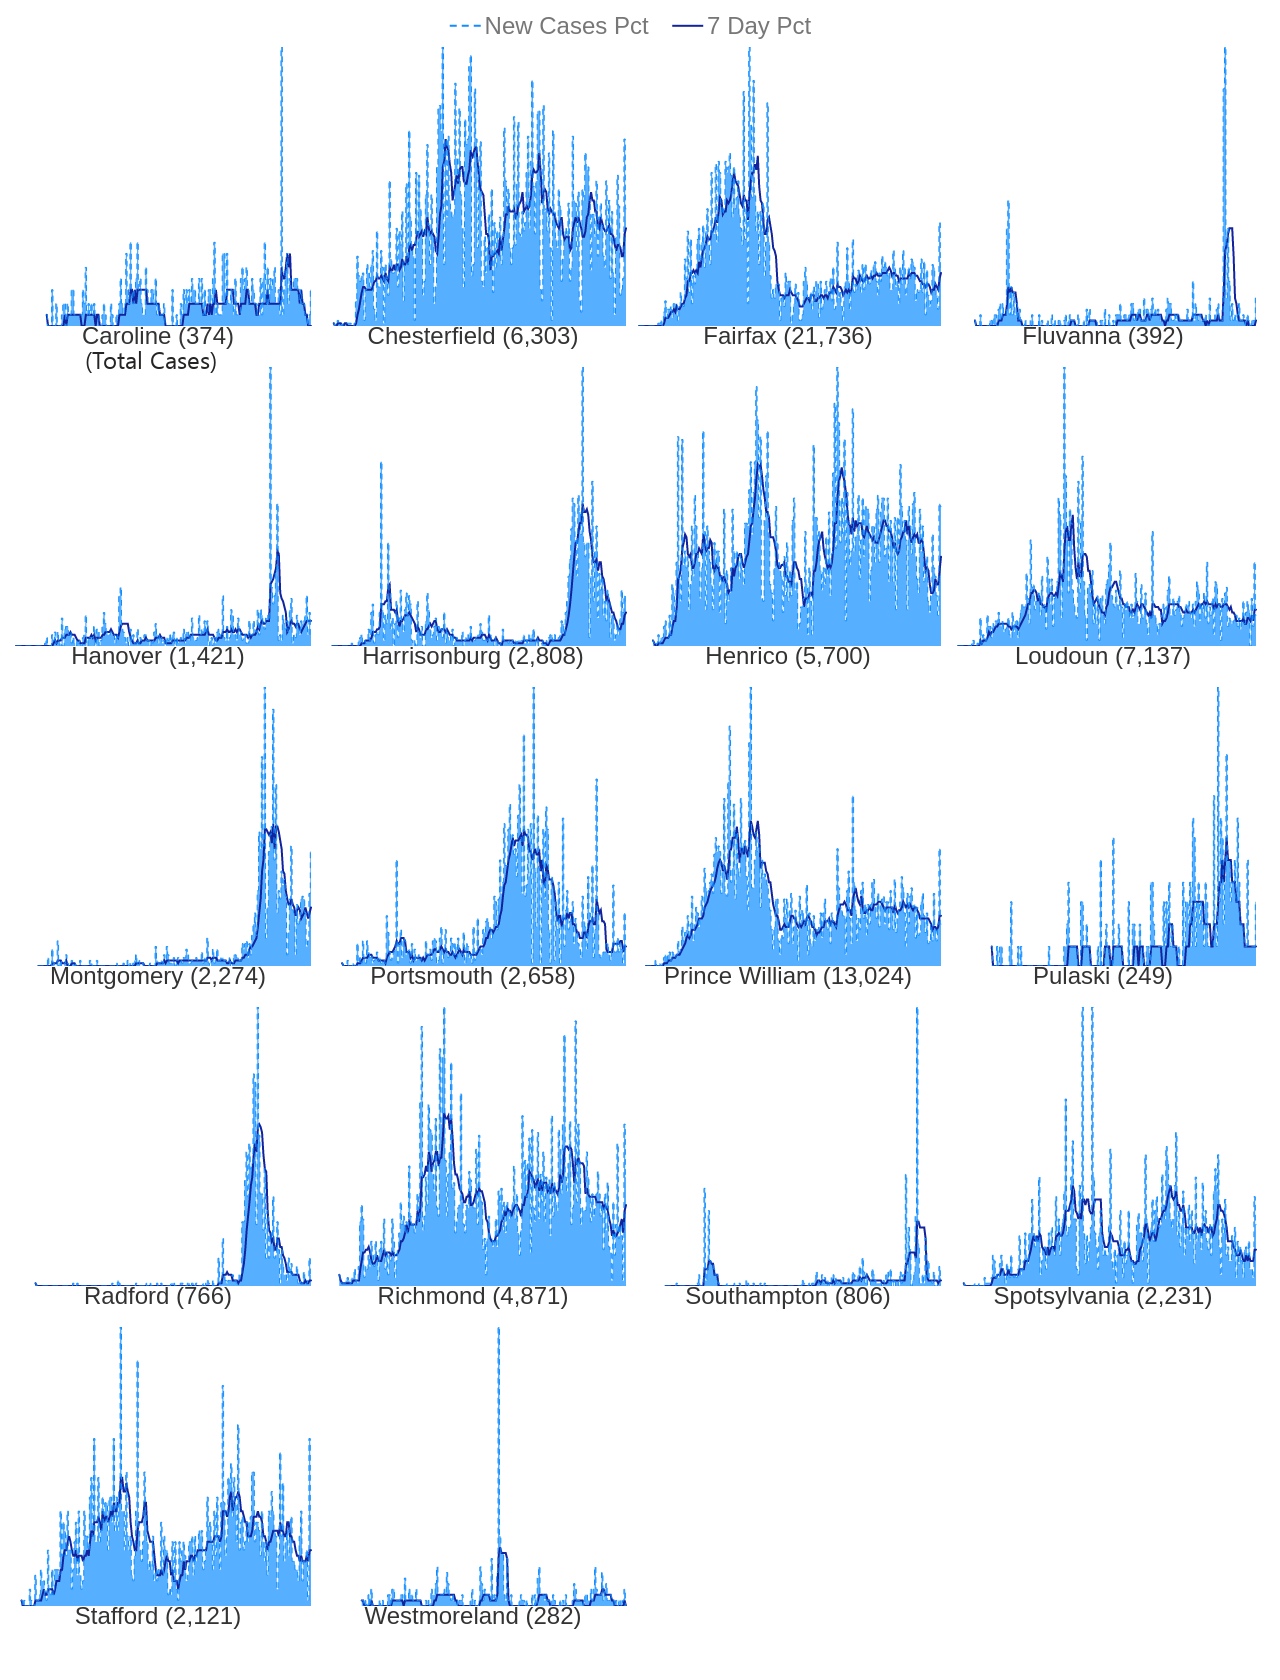 New Cases Pct 7 Day Pct
Caroline (374) Chesterfield (6,303) Fairfax (21,736) Fluvanna (392)
(Total Cases)
Hanover (1,421) Harrisonburg (2,808) Henrico (5,700) Loudoun (7,137)
Montgomery (2,274) Portsmouth (2,658) Prince William (13,024) Pulaski (249)
Radford (766) Richmond (4,871) Southampton (806) Spotsylvania (2,231)
Stafford (2,121) Westmoreland (282)